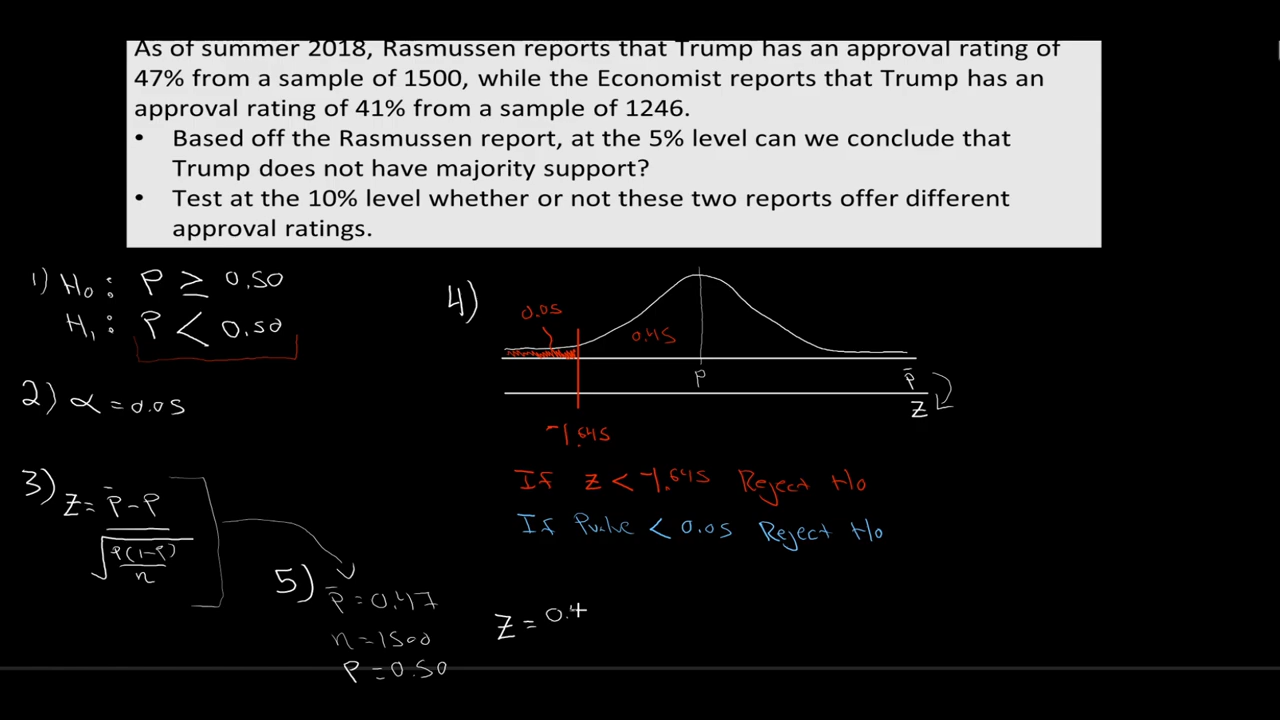 As of summer 2018, Rasmussen reports that Trump has an approval rating of
47% from a sample of 1500, while the Economist reports that Trump has an
approval rating of 41% from a sample of 1246.
• Based off the Rasmussen report, at the 5% level can we conclude that
Trump does not have majority support?
• Test at the 10% level whether or not these two reports offer different
approval ratings.
1) H₀ : P ≥ 0.50
H₁ : P < 0.50
2) α = 0.05
3) Z = p̄ - P
√ P(1-P)
n
4)
0.05
0.45
P
p̄
Z
-1.645
If Z < -1.645 Reject H₀
If Pvalue < 0.05 Reject H₀
5) p̄ = 0.47
n = 1500
P = 0.50
Z = 0.4